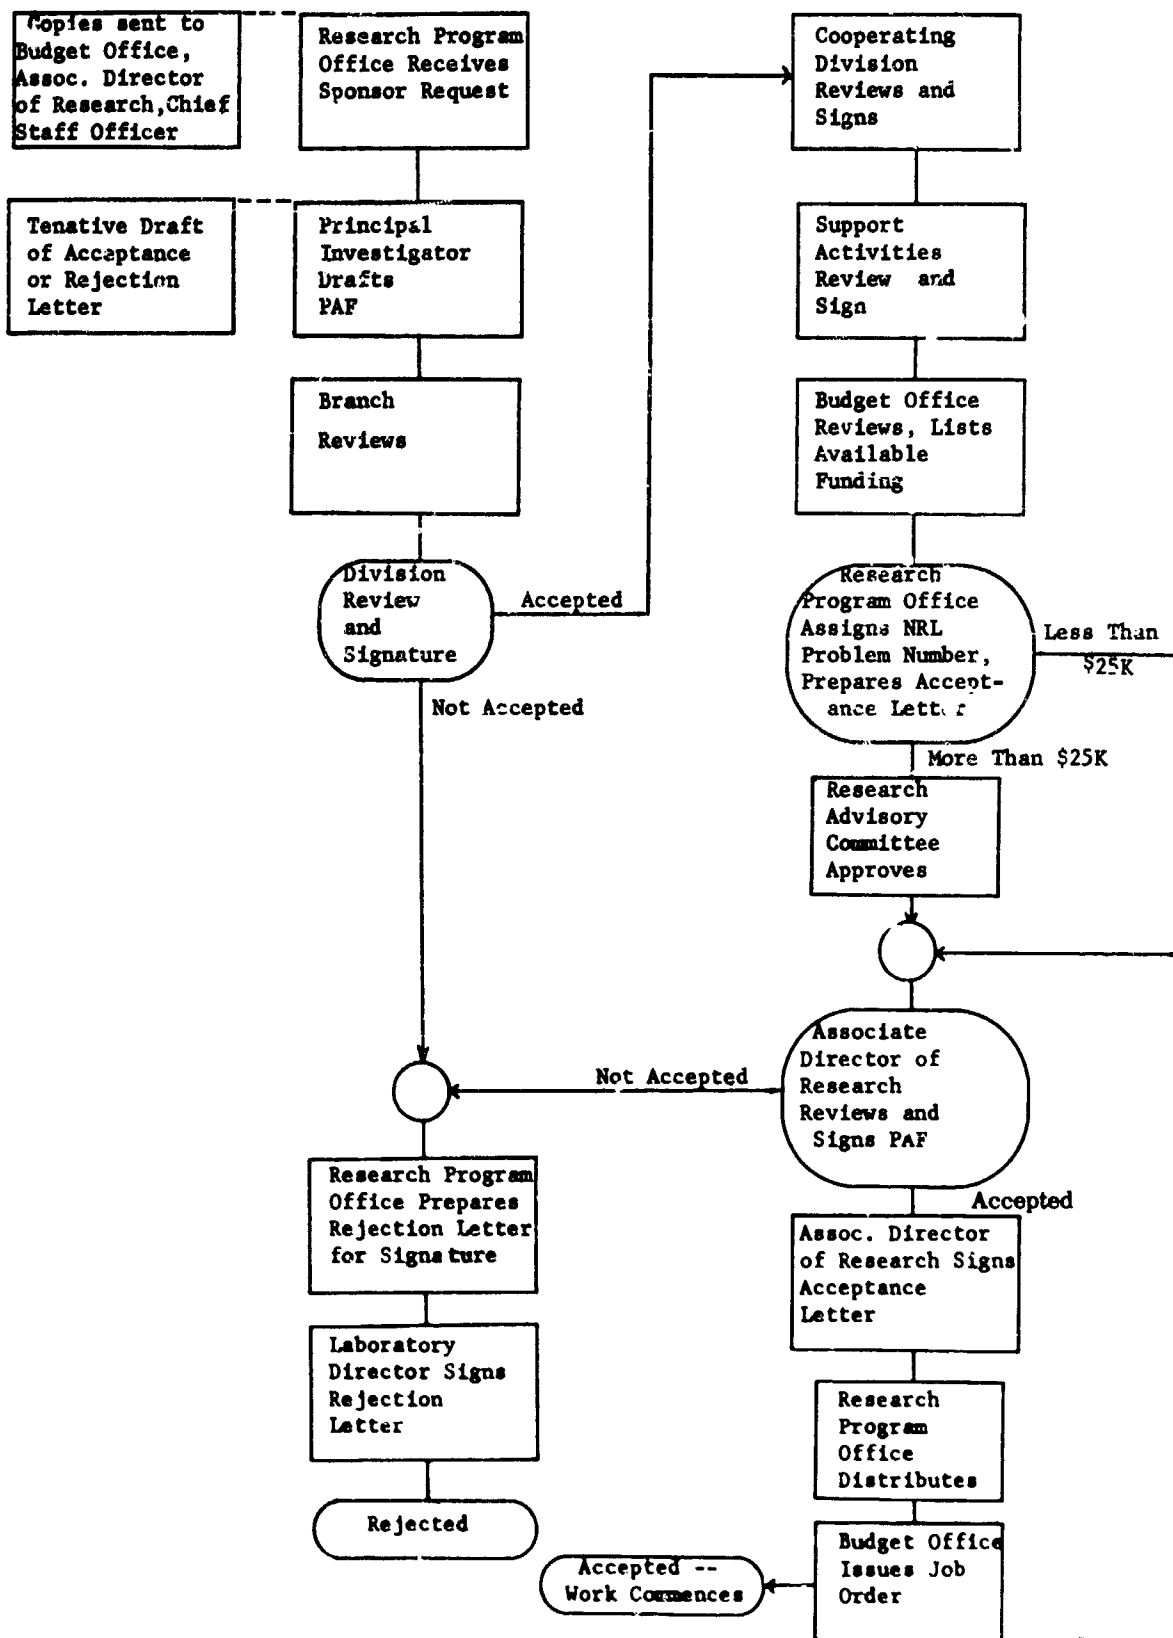 Copies sent to
Budget Office,
Assoc. Director
of Research,Chief
Staff Officer
Research Program
Office Receives
Sponsor Request
Tenative Draft
of Acceptance
or Rejection
Letter
Principal
Investigator
Drafts
PAF
Branch
Reviews
Division
Review
and
Signature
Accepted
Not Accepted
Cooperating
Division
Reviews and
Signs
Support
Activities
Review and
Sign
Budget Office
Reviews, Lists
Available
Funding
Research
Program Office
Assigns NRL
Problem Number,
Prepares Accept-
ance Letter
Less Than
$25K
More Than $25K
Research
Advisory
Committee
Approves
Associate
Director of
Research
Reviews and
Signs PAF
Not Accepted
Accepted
Research Program
Office Prepares
Rejection Letter
for Signature
Laboratory
Director Signs
Rejection
Letter
Rejected
Assoc. Director
of Research Signs
Acceptance
Letter
Research
Program
Office
Distributes
Budget Office
Issues Job
Order
Accepted --
Work Commences